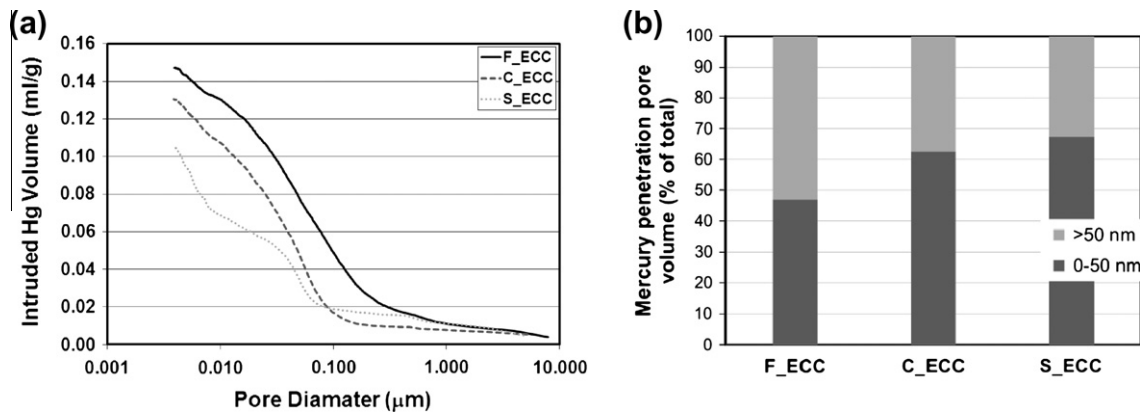 (a)
Intruded Hg Volume (ml/g)
0.16
0.14
0.12
0.10
0.08
0.06
0.04
0.02
0.00
0.001
0.010
0.100
1.000
10.000
Pore Diamater (μm)
F_ECC
C_ECC
S_ECC
(b)
Mercury penetration pore
volume (% of total)
100
90
80
70
60
50
40
30
20
10
0
>50 nm
0-50 nm
F_ECC
C_ECC
S_ECC